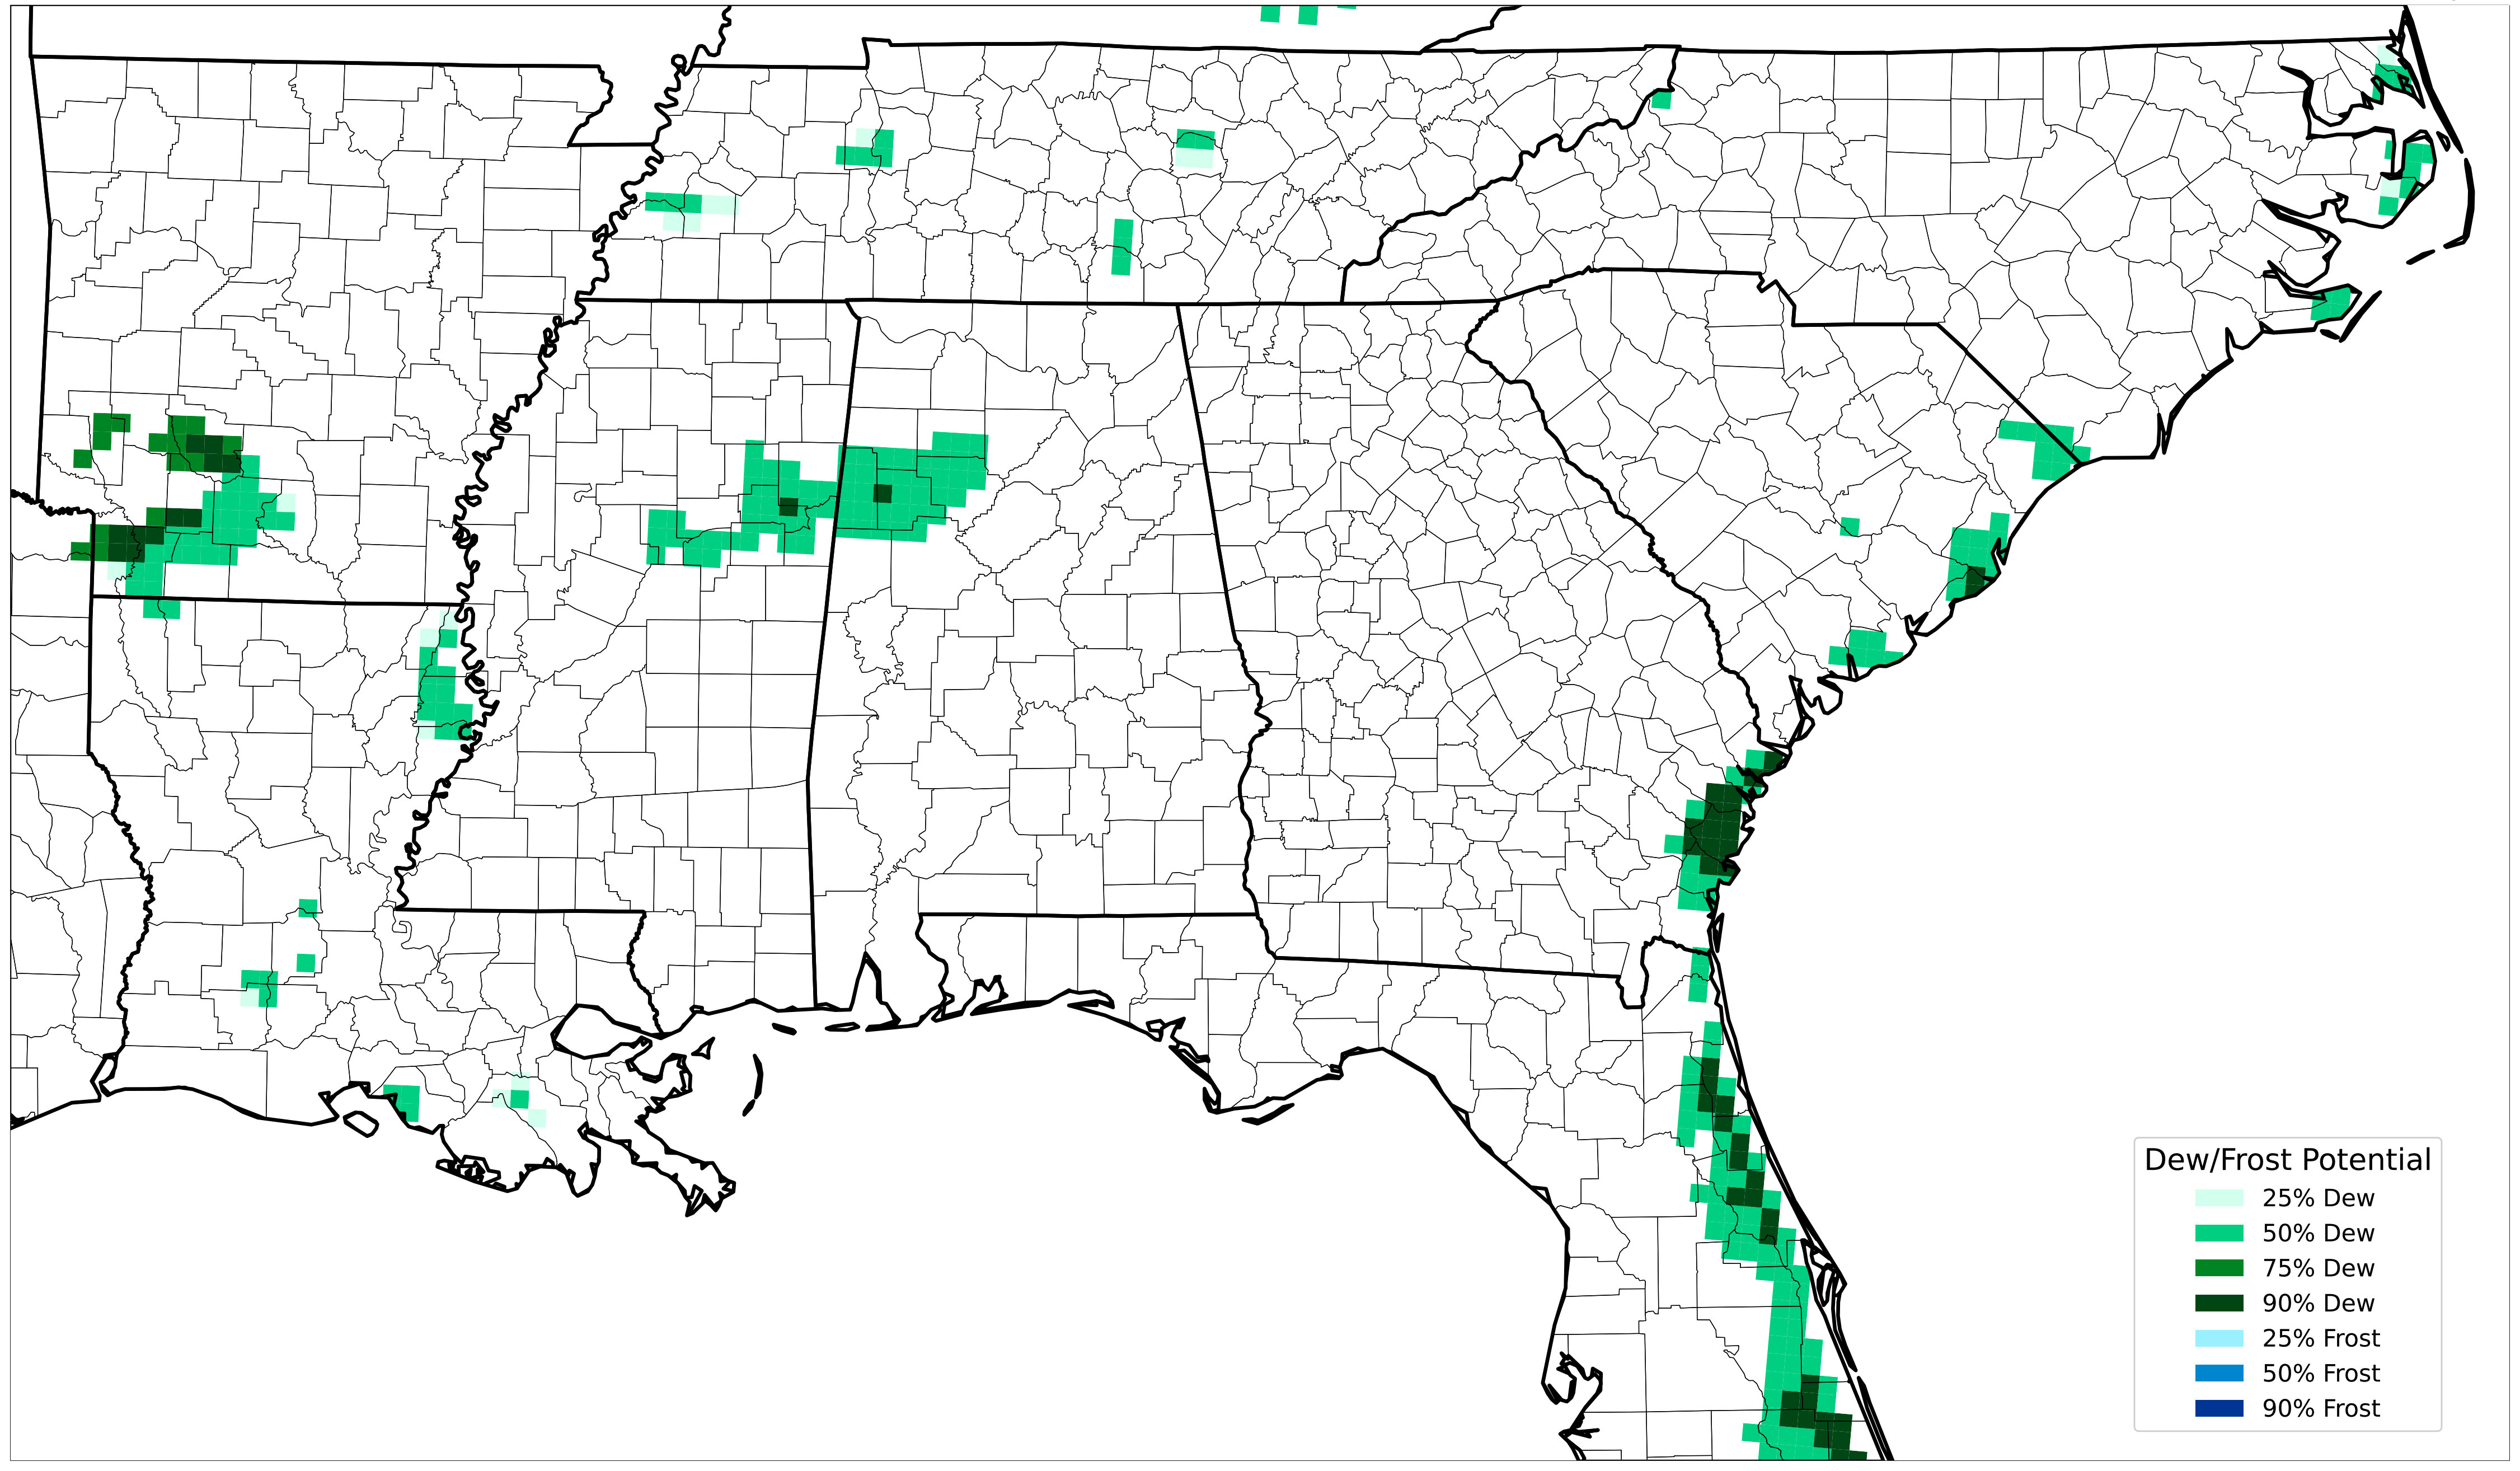 Dew/Frost Potential
25% Dew
50% Dew
75% Dew
90% Dew
25% Frost
50% Frost
90% Frost